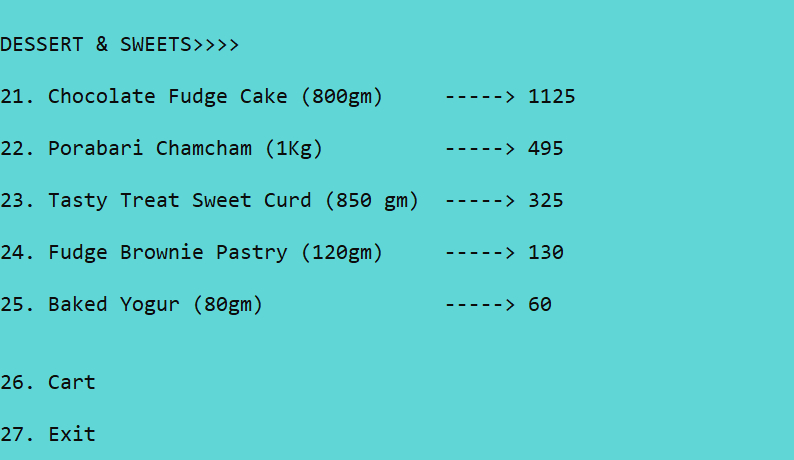 DESSERT & SWEETS>>>>
21. Chocolate Fudge Cake (800gm) -----> 1125
22. Porabari Chamcham (1Kg) -----> 495
23. Tasty Treat Sweet Curd (850 gm) -----> 325
24. Fudge Brownie Pastry (120gm) -----> 130
25. Baked Yogur (80gm) -----> 60
26. Cart
27. Exit